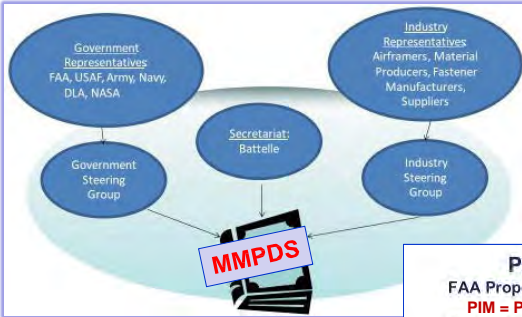 Government
Representatives:
FAA, USAF, Army, Navy,
DLA, NASA
Industry
Representatives:
Airframers, Material
Producers, Fastener
Manufacturers,
Suppliers
Secretariat:
Battelle
Government
Steering
Group
Industry
Steering
Group
MMPDS
P
FAA Prop
PIM = P